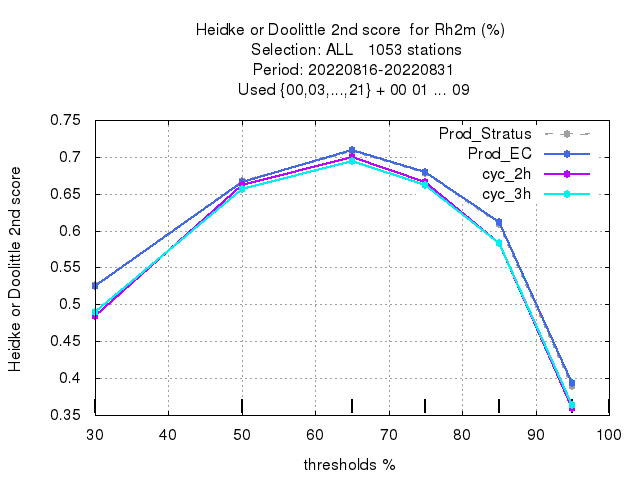 Heidke or Doolittle 2nd score  for Rh2m (%)
Selection: ALL   1053 stations
Period: 20220816-20220831
Used {00,03,...,21} + 00 01 ... 09
Prod_Stratus
Prod_EC
cyc_2h
cyc_3h
0.75
0.7
0.65
0.6
0.55
0.5
0.45
0.4
0.35
Heidke or Doolittle 2nd score
30 40 50 60 70 80 90 100
thresholds %